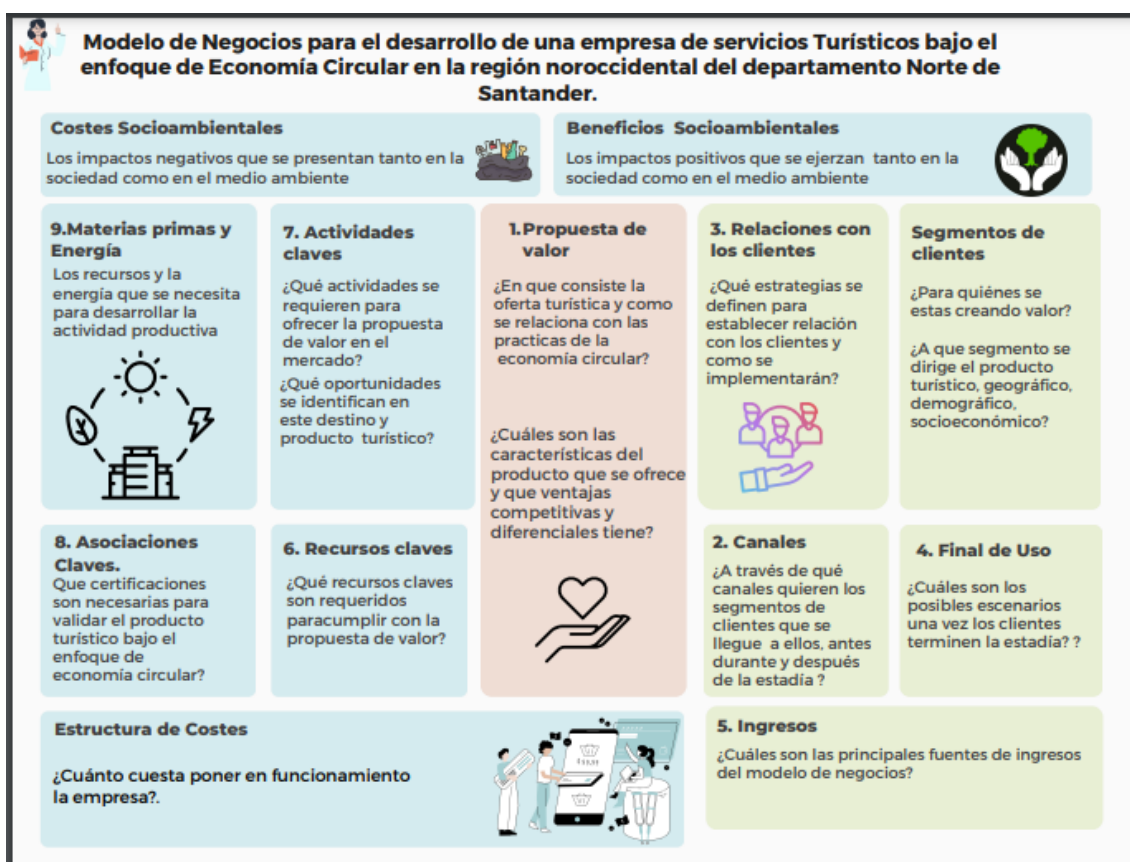 Modelo de Negocios para el desarrollo de una empresa de servicios Turísticos bajo el
enfoque de Economía Circular en la región noroccidental del departamento Norte de
Santander.
Costes Socioambientales
Los impactos negativos que se presentan tanto en la
sociedad como en el medio ambiente
Beneficios Socioambientales
Los impactos positivos que se ejerzan tanto en la
sociedad como en el medio ambiente
9.Materias primas y
Energía
Los recursos y la
energía que se necesita
para desarrollar la
actividad productiva
7. Actividades
claves
¿Qué actividades se
requieren para
ofrecer la propuesta
de valor en el
mercado?
¿Qué oportunidades
se identifican en
este destino y
producto turístico?
1.Propuesta de
valor
¿En que consiste la
oferta turística y como
se relaciona con las
practicas de la
economía circular?
¿Cuáles son las
características del
producto que se ofrece
y que ventajas
competitivas y
diferenciales tiene?
3. Relaciones con
los clientes
¿Qué estrategias se
definen para
establecer relación
con los clientes y
como se
implementarán?
Segmentos de
clientes
¿Para quiénes se
estas creando valor?
¿A que segmento se
dirige el producto
turístico, geográfico,
demográfico,
socioeconómico?
8. Asociaciones
Claves.
Que certificaciones
son necesarias para
validar el producto
turístico bajo el
enfoque de
economía circular?
6. Recursos claves
¿Qué recursos claves
son requeridos
paracumplir con la
propuesta de valor?
2. Canales
¿A través de qué
canales quieren los
segmentos de
clientes que se
llegue a ellos, antes
durante y después
de la estadía ?
4. Final de Uso
¿Cuáles son los
posibles escenarios
una vez los clientes
terminen la estadía? ?
Estructura de Costes
¿Cuánto cuesta poner en funcionamiento
la empresa?.
5. Ingresos
¿Cuáles son las principales fuentes de ingresos
del modelo de negocios?